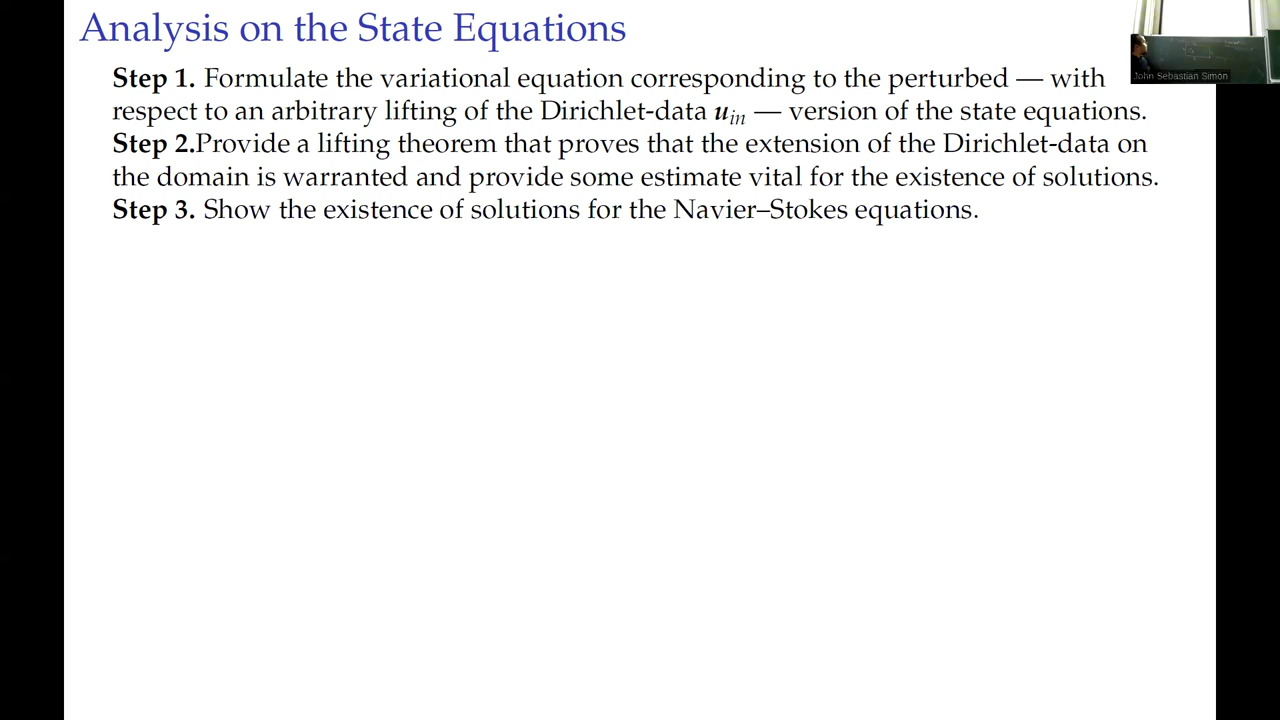 Analysis on the State Equations
Step 1. Formulate the variational equation corresponding to the perturbed — with
respect to an arbitrary lifting of the Dirichlet-data u_in — version of the state equations.
Step 2.Provide a lifting theorem that proves that the extension of the Dirichlet-data on
the domain is warranted and provide some estimate vital for the existence of solutions.
Step 3. Show the existence of solutions for the Navier–Stokes equations.
John Sebastian Simon